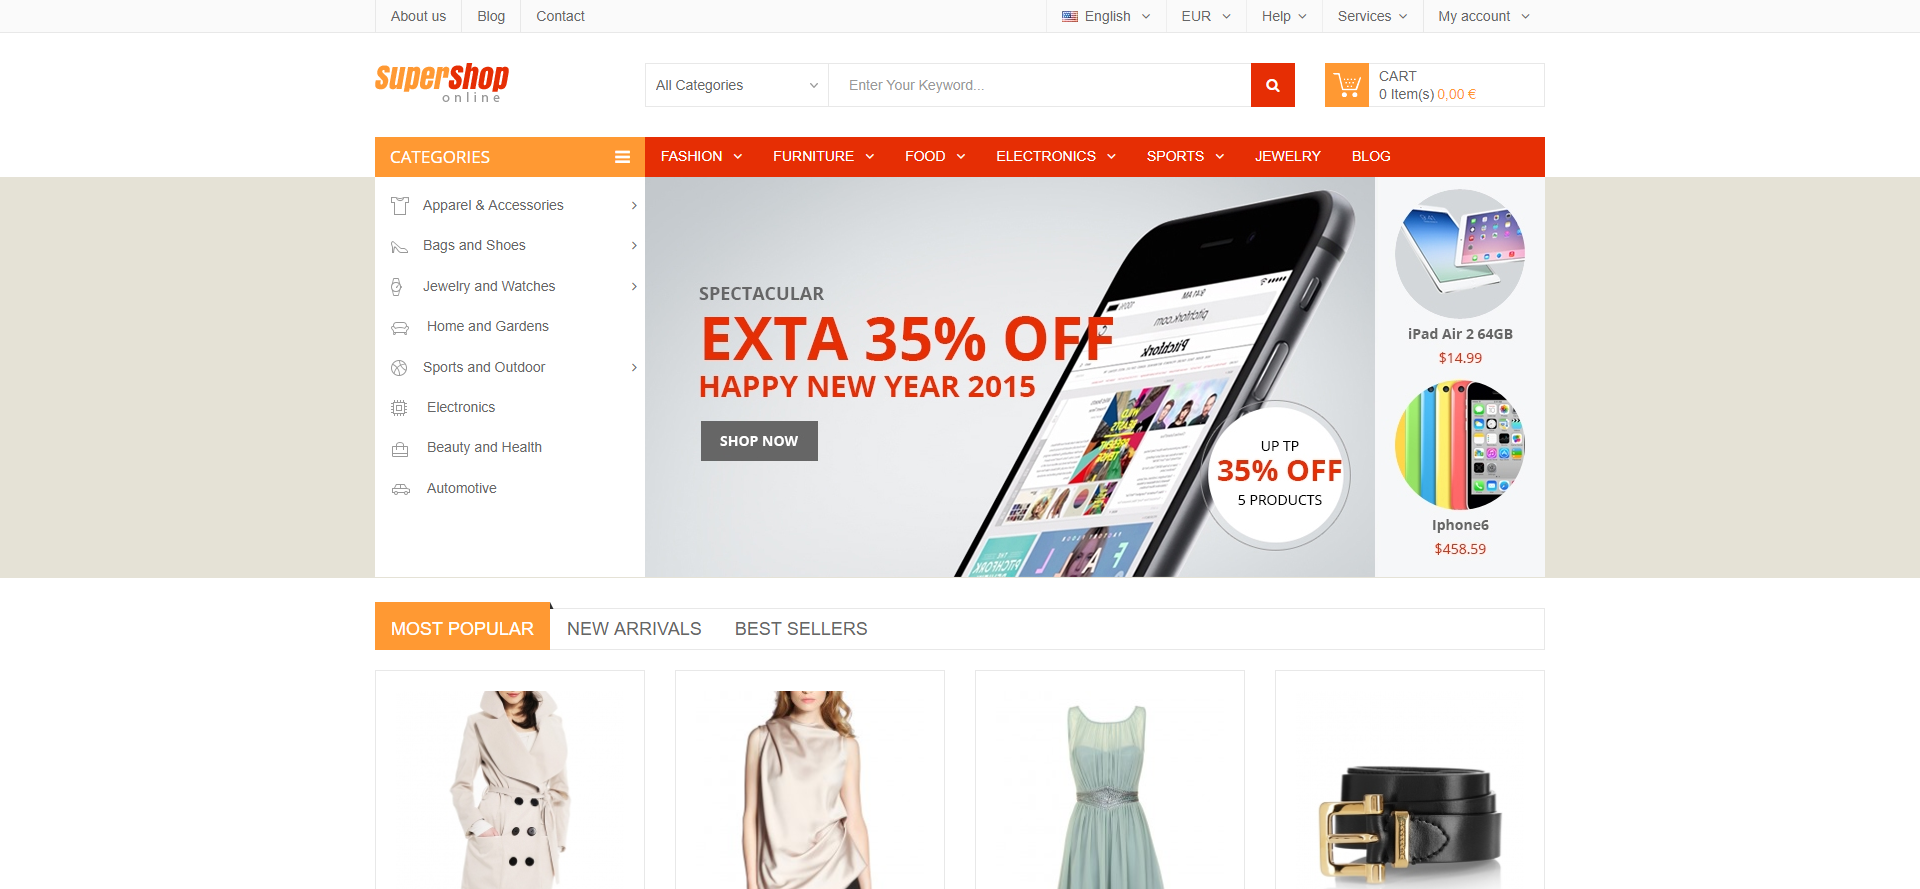 About us
Blog
Contact
English
EUR
Help
Services
My account
SuperShop
online
All Categories
Enter Your Keyword...
CART
0 Item(s) 0,00 €
CATEGORIES
FASHION
FURNITURE
FOOD
ELECTRONICS
SPORTS
JEWELRY
BLOG
Apparel & Accessories
Bags and Shoes
Jewelry and Watches
Home and Gardens
Sports and Outdoor
Electronics
Beauty and Health
Automotive
SPECTACULAR
EXTA 35% OFF
HAPPY NEW YEAR 2015
SHOP NOW
pitchfork.com
Pitchfork
UP TP
35% OFF
5 PRODUCTS
iPad Air 2 64GB
$14.99
Iphone6
$458.59
MOST POPULAR
NEW ARRIVALS
BEST SELLERS